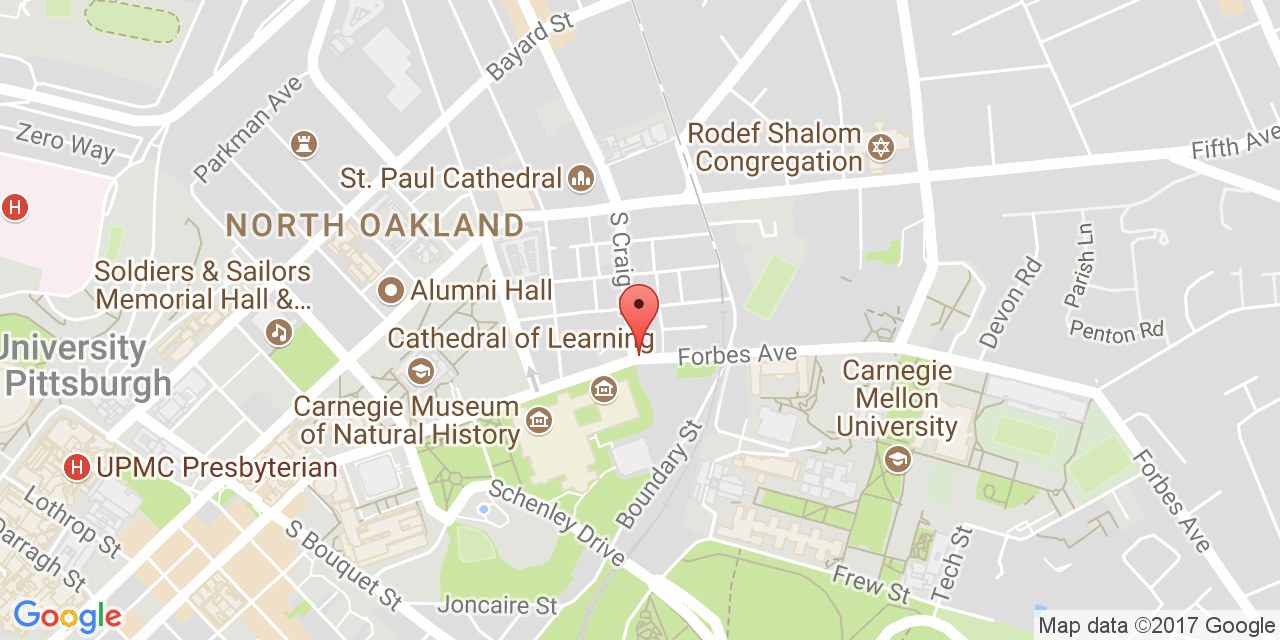 Bayard St
Zero Way
Parkman Ave
Rodef Shalom
Congregation
Fifth Ave
H
St. Paul Cathedral
NORTH OAKLAND
S Craig
Parish Ln
Soldiers & Sailors
Memorial Hall &...
Alumni Hall
Devon Rd
Penton Rd
Cathedral of Learning
University
Pittsburgh
Forbes Ave
Carnegie
Mellon
University
Carnegie Museum
of Natural History
H
UPMC Presbyterian
Boundary St
Schenley Drive
Forbes Ave
Lothrop St
Darragh St
S Bouquet St
Tech St
Frew St
Joncaire St
Google
Map data ©2017 Google